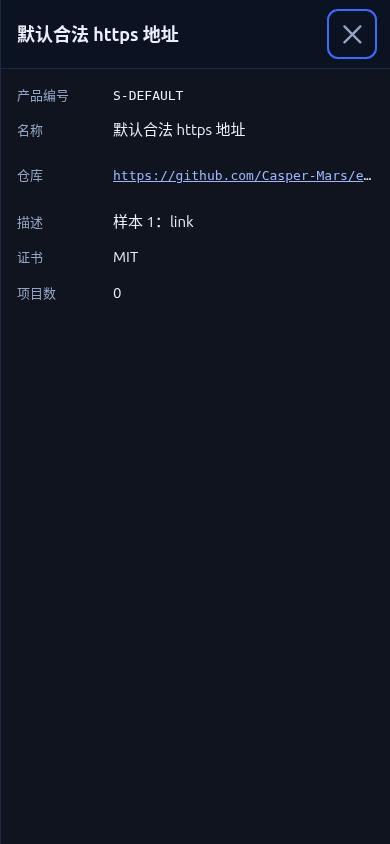 默认合法 https 地址
产品编号 S-DEFAULT
名称 默认合法 https 地址
仓库 https://github.com/Casper-Mars/e…
描述 样本 1：link
证书 MIT
项目数 0